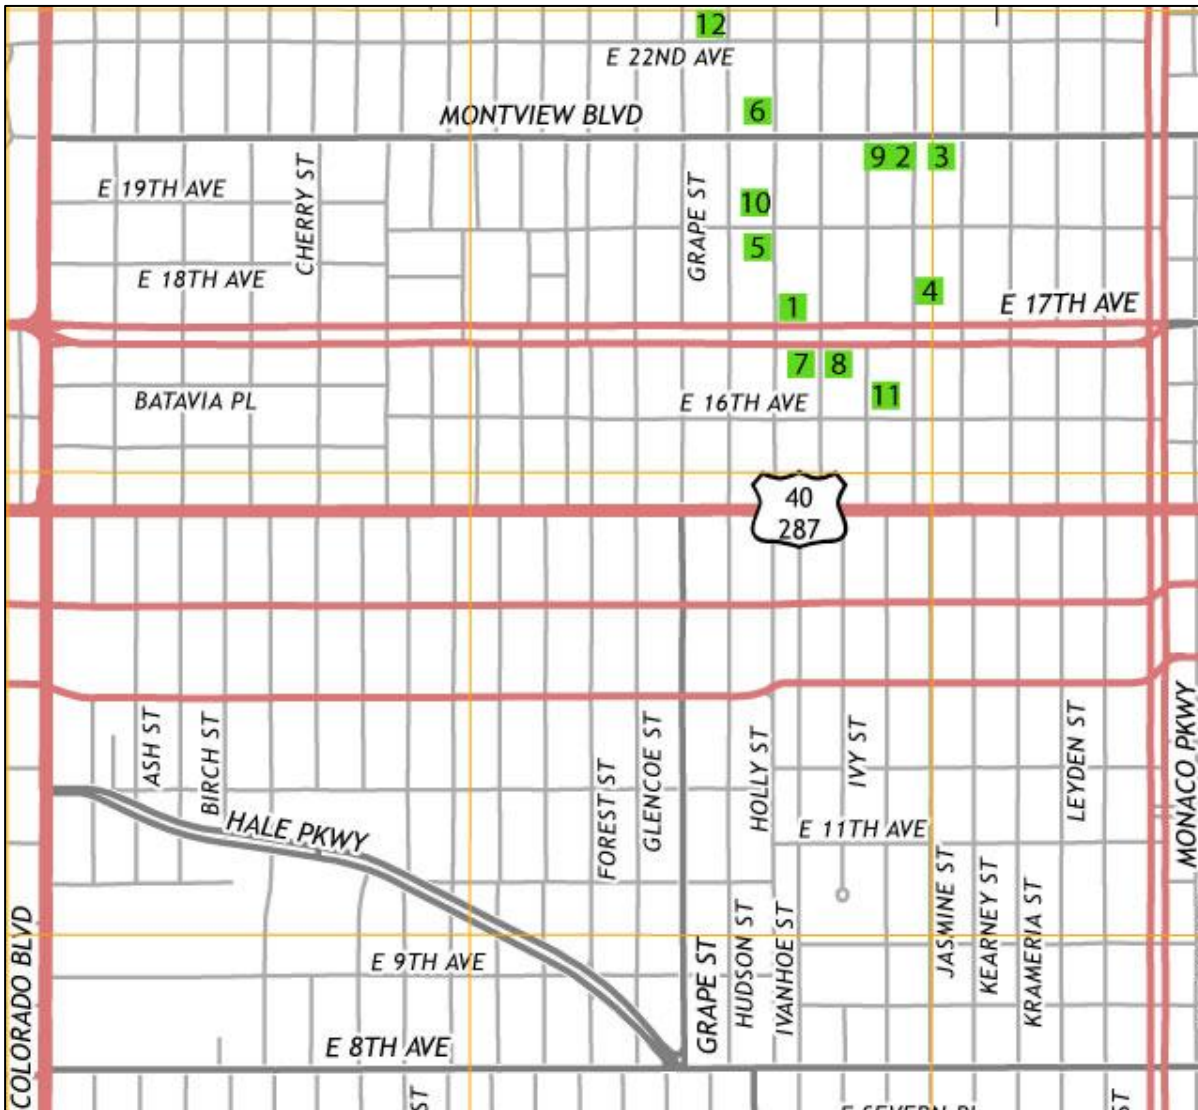 12
E 22ND AVE
6
MONTVIEW BLVD
9 2
3
E 19TH AVE
CHERRY ST
GRAPE ST
10
5
E 18TH AVE
4
1
E 17TH AVE
7
8
BATAVIA PL
E 16TH AVE
11
40
287
ASH ST
BIRCH ST
HALE PKWY
FOREST ST
GLENCOE ST
HOLLY ST
IVY ST
LEYDEN ST
MONACO PKWY
E 11TH AVE
COLORADO BLVD
E 9TH AVE
GRAPE ST
HUDSON ST
IVANHOE ST
JASMINE ST
KEARNEY ST
KRAMERIA ST
E 8TH AVE
ST
ST